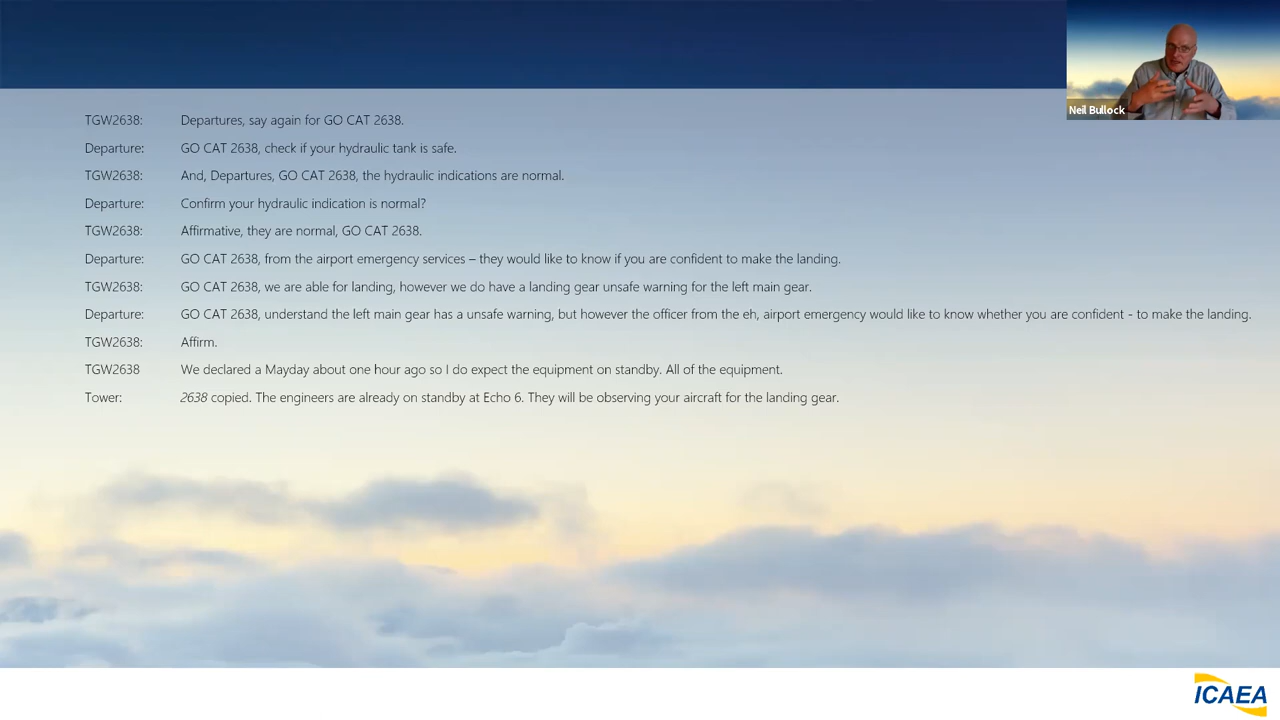 Neil Bullock
TGW2638: Departures, say again for GO CAT 2638.
Departure: GO CAT 2638, check if your hydraulic tank is safe.
TGW2638: And, Departures, GO CAT 2638, the hydraulic indications are normal.
Departure: Confirm your hydraulic indication is normal?
TGW2638: Affirmative, they are normal, GO CAT 2638.
Departure: GO CAT 2638, from the airport emergency services – they would like to know if you are confident to make the landing.
TGW2638: GO CAT 2638, we are able for landing, however we do have a landing gear unsafe warning for the left main gear.
Departure: GO CAT 2638, understand the left main gear has a unsafe warning, but however the officer from the eh, airport emergency would like to know whether you are confident - to make the landing.
TGW2638: Affirm.
TGW2638 We declared a Mayday about one hour ago so I do expect the equipment on standby. All of the equipment.
Tower: 2638 copied. The engineers are already on standby at Echo 6. They will be observing your aircraft for the landing gear.
ICAEA